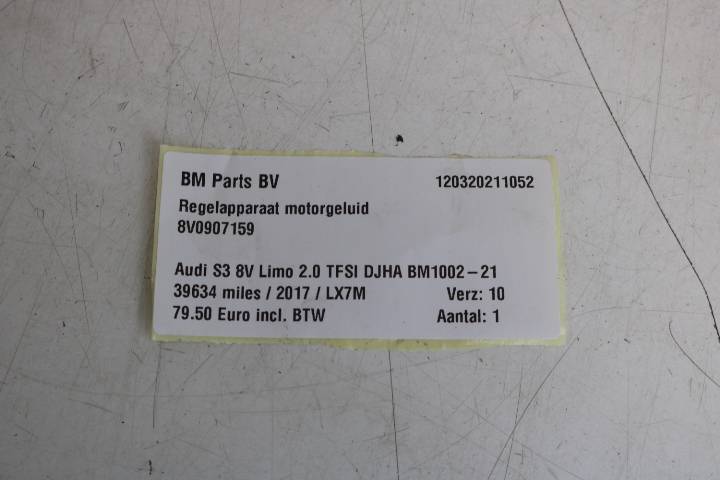 BM Parts BV 120320211052
Regelapparaat motorgeluid
8V0907159
Audi S3 8V Limo 2.0 TFSI DJHA BM1002-21
39634 miles / 2017 / LX7M Verz: 10
79.50 Euro incl. BTW Aantal: 1